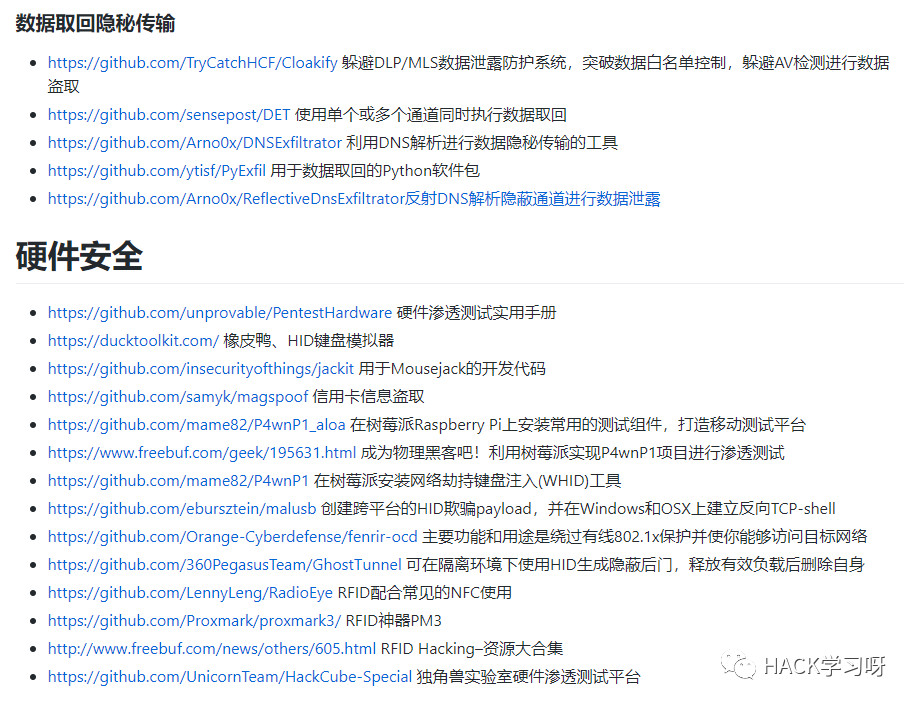 数据取回隐秘传输
https://github.com/TryCatchHCF/Cloakify 躲避DLP/MLS数据泄露防护系统，突破数据白名单控制，躲避AV检测进行数据
盗取
https://github.com/sensepost/DET 使用单个或多个通道同时执行数据取回
https://github.com/Arno0x/DNSExfiltrator 利用DNS解析进行数据隐秘传输的工具
https://github.com/ytisf/PyExfil 用于数据取回的Python软件包
https://github.com/Arno0x/ReflectiveDnsExfiltrator反射DNS解析隐蔽通道进行数据泄露
硬件安全
https://github.com/unprovable/PentestHardware 硬件渗透测试实用手册
https://ducktoolkit.com/ 橡皮鸭、HID键盘模拟器
https://github.com/insecurityofthings/jackit 用于Mousejack的开发代码
https://github.com/samyk/magspoof 信用卡信息盗取
https://github.com/mame82/P4wnP1_aloa 在树莓派Raspberry Pi上安装常用的测试组件，打造移动测试平台
https://www.freebuf.com/geek/195631.html 成为物理黑客吧！利用树莓派实现P4wnP1项目进行渗透测试
https://github.com/mame82/P4wnP1 在树莓派安装网络劫持键盘注入(WHID)工具
https://github.com/ebursztein/malusb 创建跨平台的HID欺骗payload，并在Windows和OSX上建立反向TCP-shell
https://github.com/Orange-Cyberdefense/fenrir-ocd 主要功能和用途是绕过有线802.1x保护并使你能够访问目标网络
https://github.com/360PegasusTeam/GhostTunnel 可在隔离环境下使用HID生成隐蔽后门，释放有效负载后删除自身
https://github.com/LennyLeng/RadioEye RFID配合常见的NFC使用
https://github.com/Proxmark/proxmark3/ RFID神器PM3
http://www.freebuf.com/news/others/605.html RFID Hacking–资源大合集
https://github.com/UnicornTeam/HackCube-Special 独角兽实验室硬件渗透测试平台
HACK学习呀